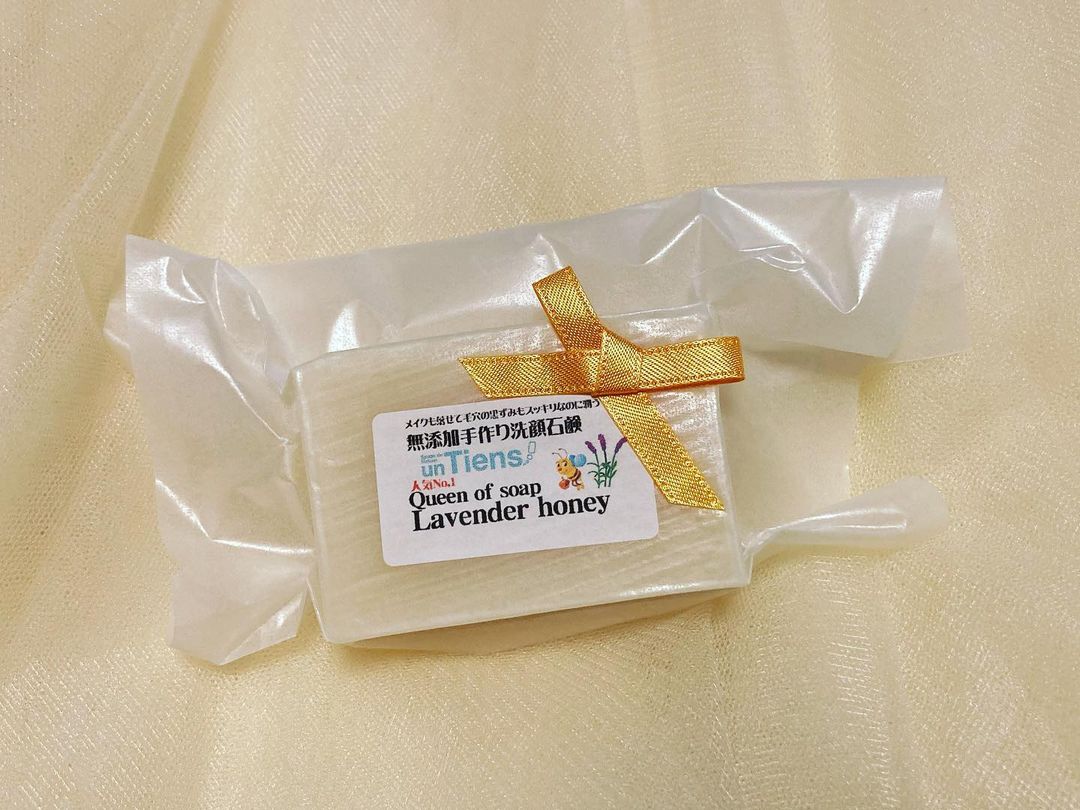 メイクも落せて毛穴の黒ずみもスッキリなのに潤う
無添加手作り洗顔石鹸
un Tiens!
人気No.1
Queen of soap
Lavender honey